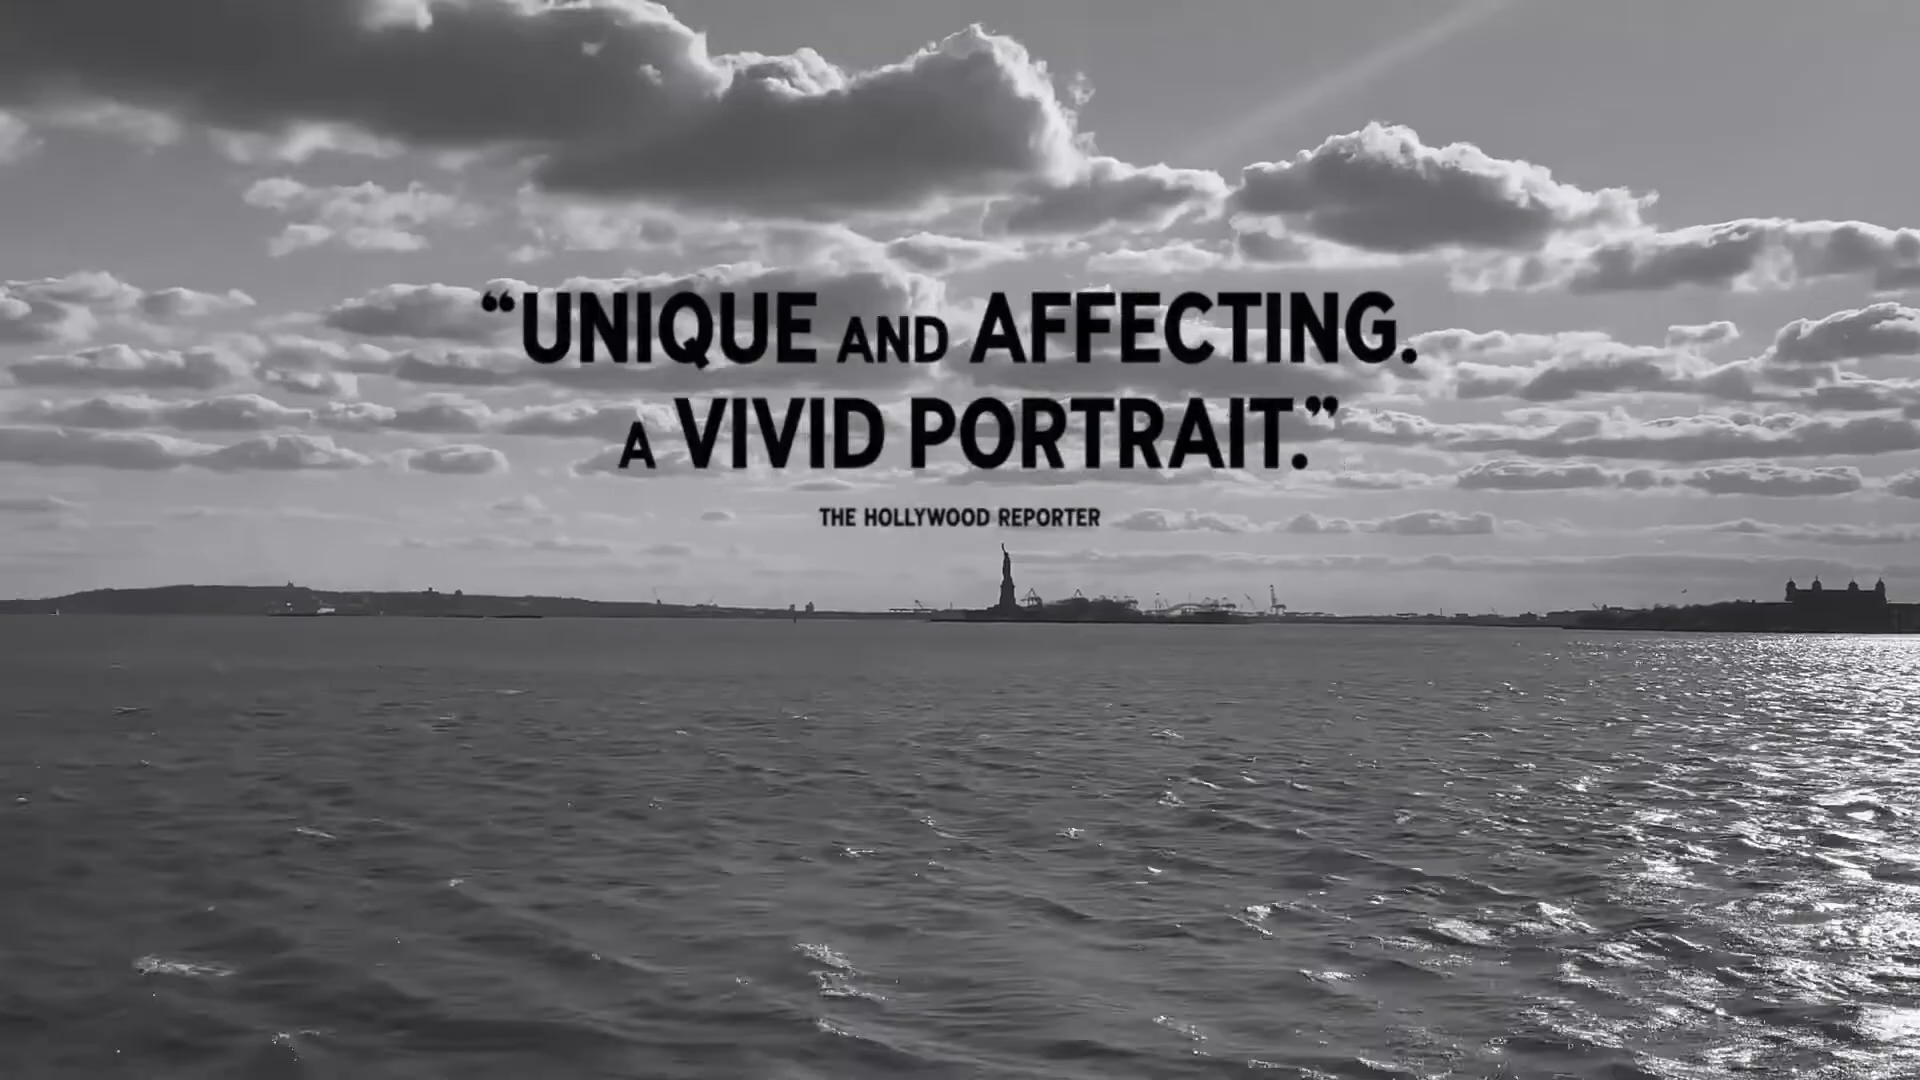 “UNIQUE AND AFFECTING.
A VIVID PORTRAIT.”
THE HOLLYWOOD REPORTER